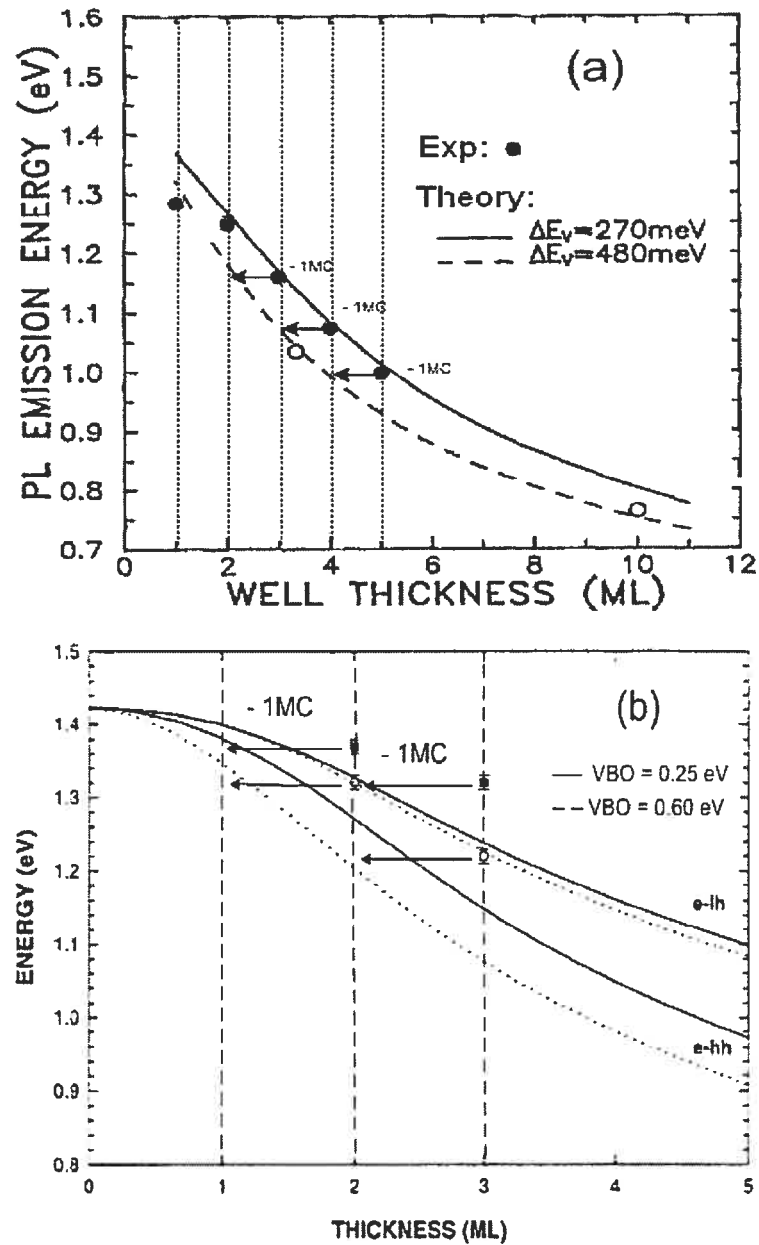 (a)
PL EMISSION ENERGY (eV)
1.6
1.5
1.4
1.3
1.2
1.1
1.0
0.9
0.8
0.7
Exp: ●
Theory:
ΔEv=270meV
ΔEv=480meV
- 1MC
- 1MC
- 1MC
0 2 4 6 8 10 12
WELL THICKNESS (ML)
(b)
ENERGY (eV)
1.5
1.4
1.3
1.2
1.1
1.0
0.9
0.8
- 1MC
- 1MC
VBO = 0.25 eV
VBO = 0.60 eV
e-lh
e-hh
0 1 2 3 4 5
THICKNESS (ML)